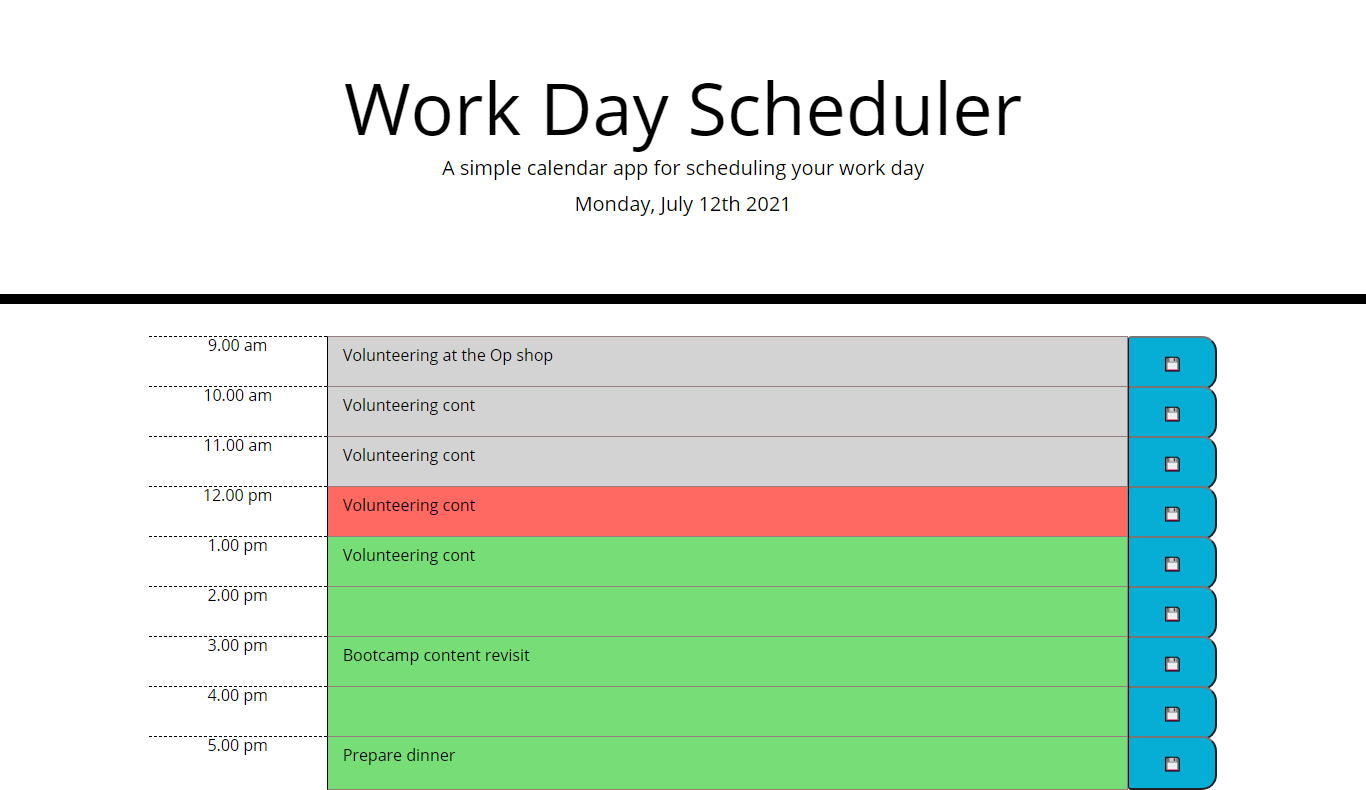 Work Day Scheduler
A simple calendar app for scheduling your work day
Monday, July 12th 2021
9.00 am Volunteering at the Op shop
10.00 am Volunteering cont
11.00 am Volunteering cont
12.00 pm Volunteering cont
1.00 pm Volunteering cont
2.00 pm
3.00 pm Bootcamp content revisit
4.00 pm
5.00 pm Prepare dinner